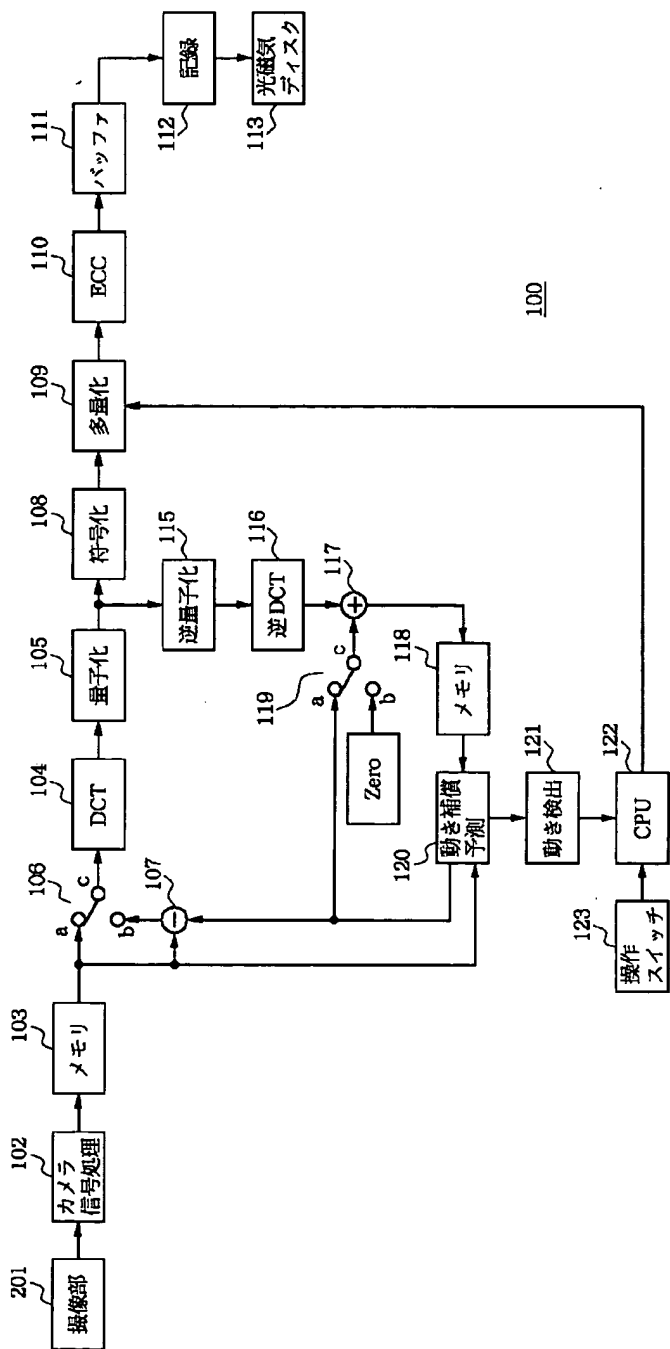 201
撮像部
102
カメラ
信号処理
103
メモリ
106
a
b
c
107
−
104
DCT
105
量子化
108
符号化
109
多量化
110
ECC
111
バッファ
112
記録
113
光磁気
ディスク
115
逆量子化
116
逆DCT
117
+
119
a
b
c
Zero
118
メモリ
120
動き補償
予測
121
動き検出
122
CPU
123
操作
スイッチ
100